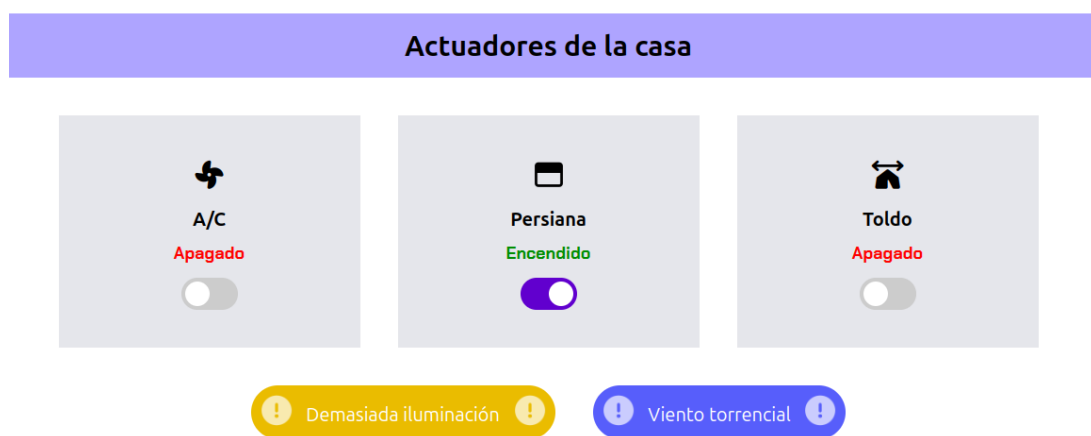 Actuadores de la casa
A/C
Apagado
Persiana
Encendido
Toldo
Apagado
! Demasiada iluminación !
! Viento torrencial !